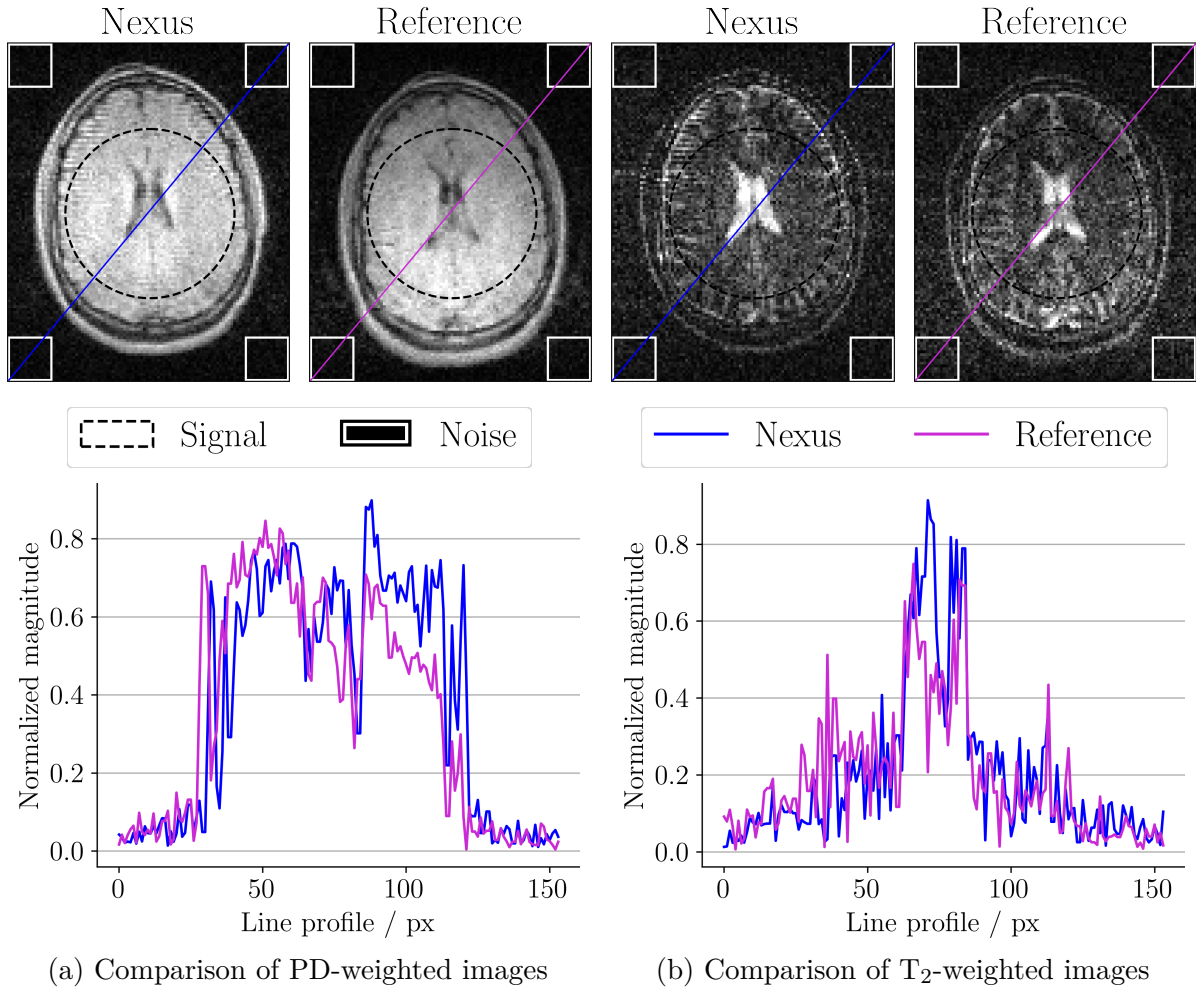 Nexus Reference Nexus Reference
Signal Noise Nexus Reference
Normalized magnitude
0.8
0.6
0.4
0.2
0.0
0 50 100 150
Line profile / px
(a) Comparison of PD-weighted images
Normalized magnitude
0.8
0.6
0.4
0.2
0.0
0 50 100 150
Line profile / px
(b) Comparison of T₂-weighted images